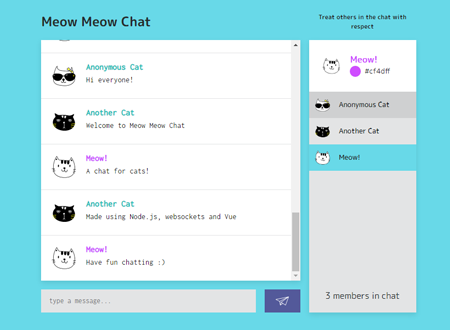 Meow Meow Chat
Treat others in the chat with
respect
Anonymous Cat
Hi everyone!
Another Cat
Welcome to Meow Meow Chat
Meow!
A chat for cats!
Another Cat
Made using Node.js, websockets and Vue
Meow!
Have fun chatting :)
type a message...
Meow!
#cf4dff
Anonymous Cat
Another Cat
Meow!
3 members in chat